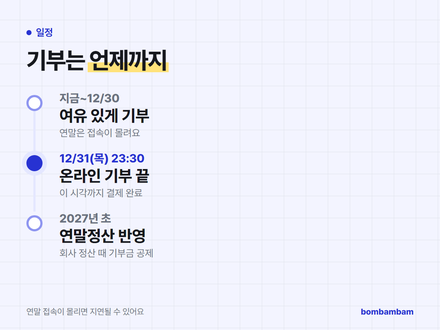 일정
기부는 언제까지
지금~12/30
여유 있게 기부
연말은 접속이 몰려요
12/31(목) 23:30
온라인 기부 끝
이 시각까지 결제 완료
2027년 초
연말정산 반영
회사 정산 때 기부금 공제
연말 접속이 몰리면 지연될 수 있어요
bombambam